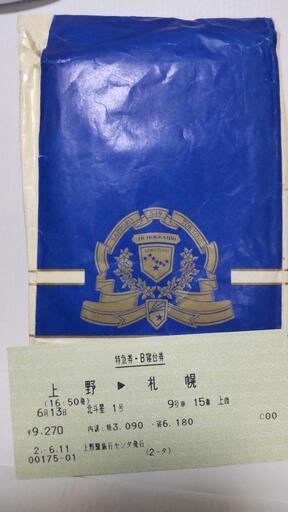 JR HOKKAIDO
特急券・B寝台券
上野 ▶ 札幌
(16:50発)
6月13日 北斗星 1号 9号車 15番 上段
¥9.270 内訳:特3.090・寝6.180 C00
2.-6.11 上野駅旅行センタ発行
00175-01 (2-タ)